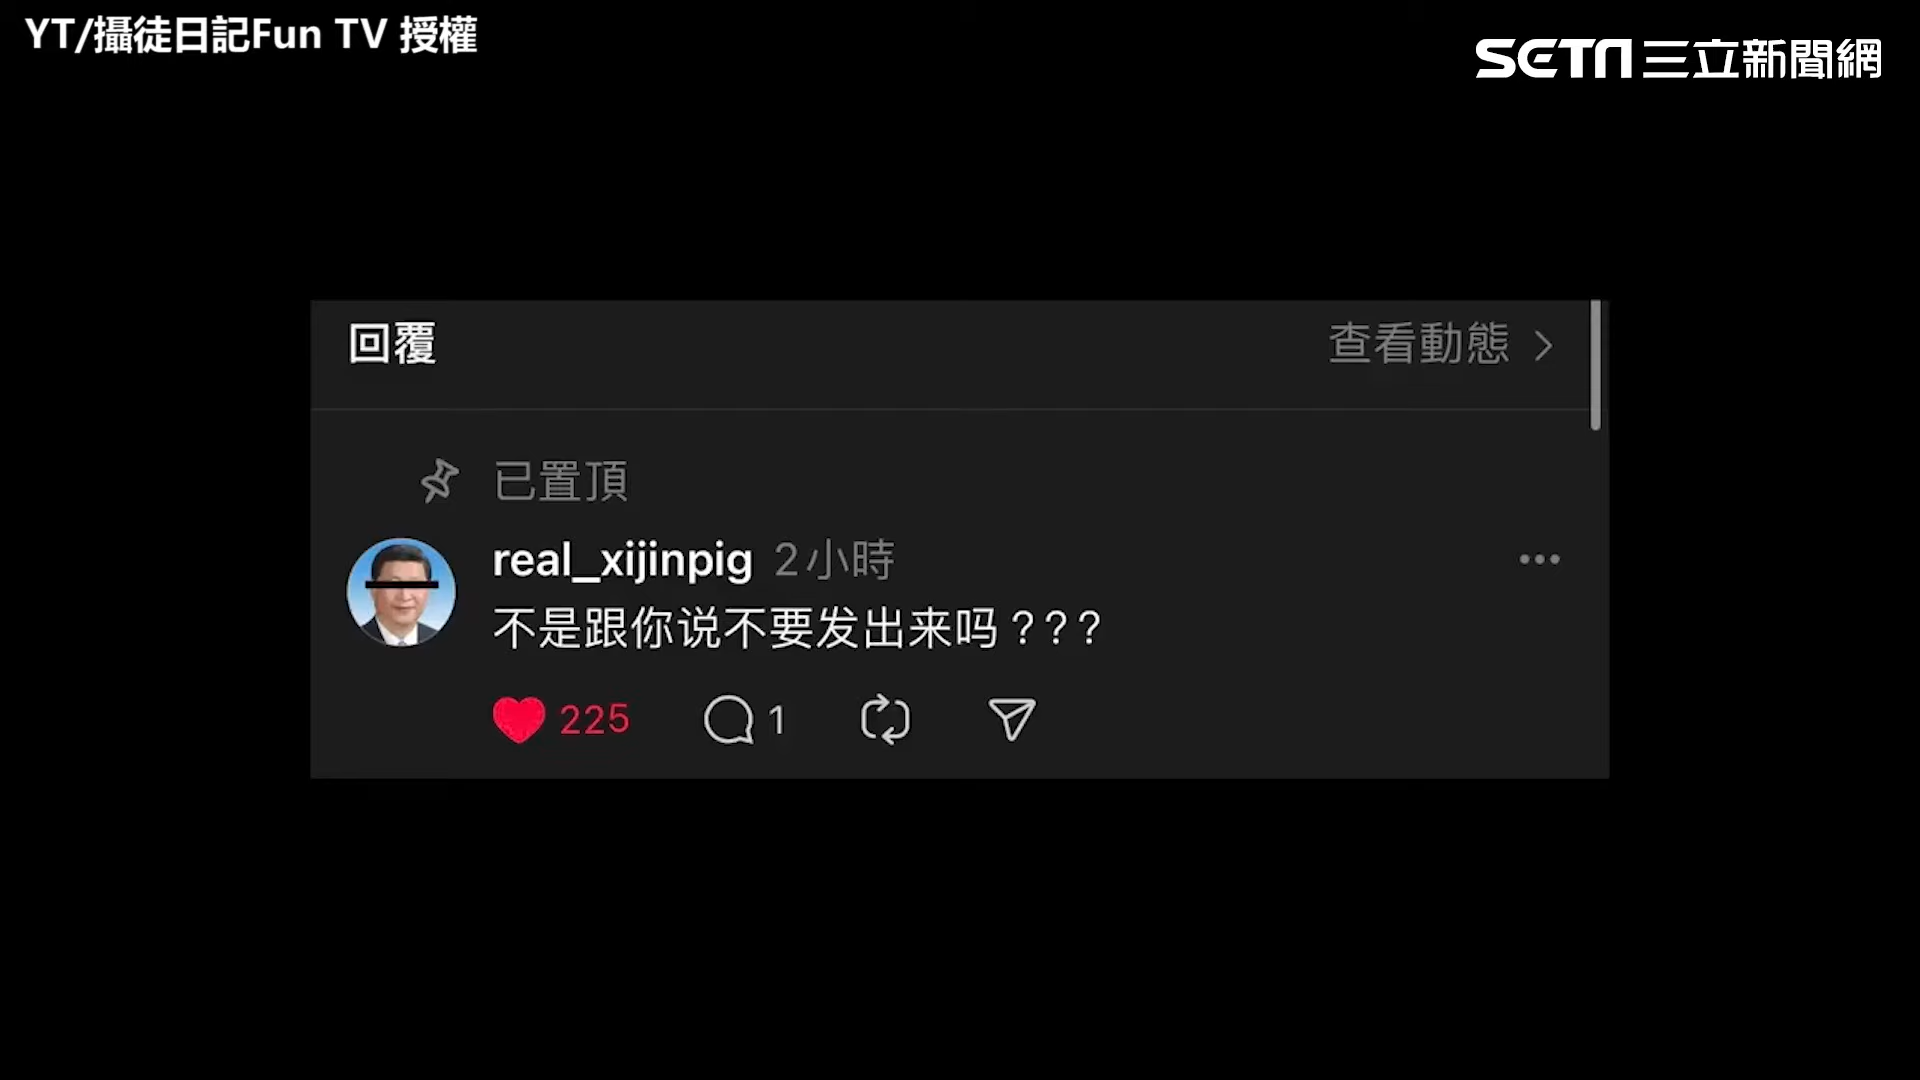 YT/攝徒日記Fun TV 授權
SETN三立新聞網
回覆
查看動態
已置頂
real_xijinpig 2小時
不是跟你说不要发出来吗？？？
225 1